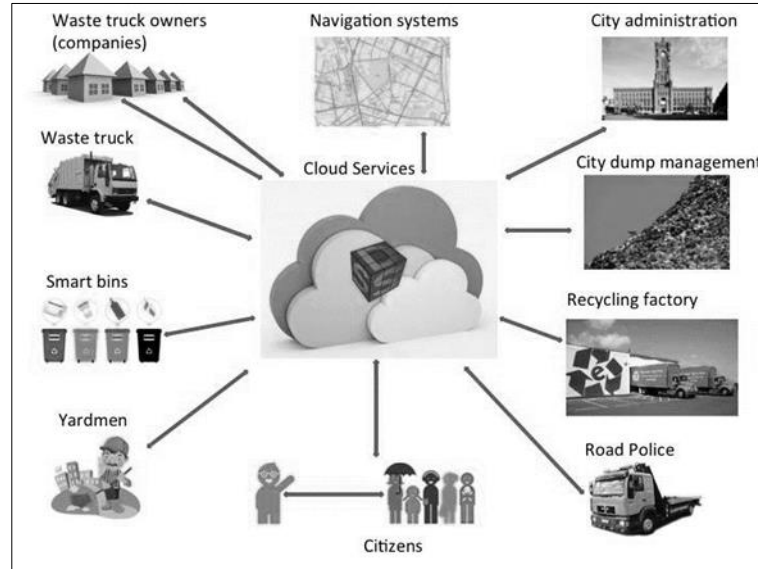 Waste truck owners
(companies)
Navigation systems
City administration
Waste truck
Cloud Services
City dump management
Smart bins
Recycling factory
e
Yardmen
Road Police
Citizens